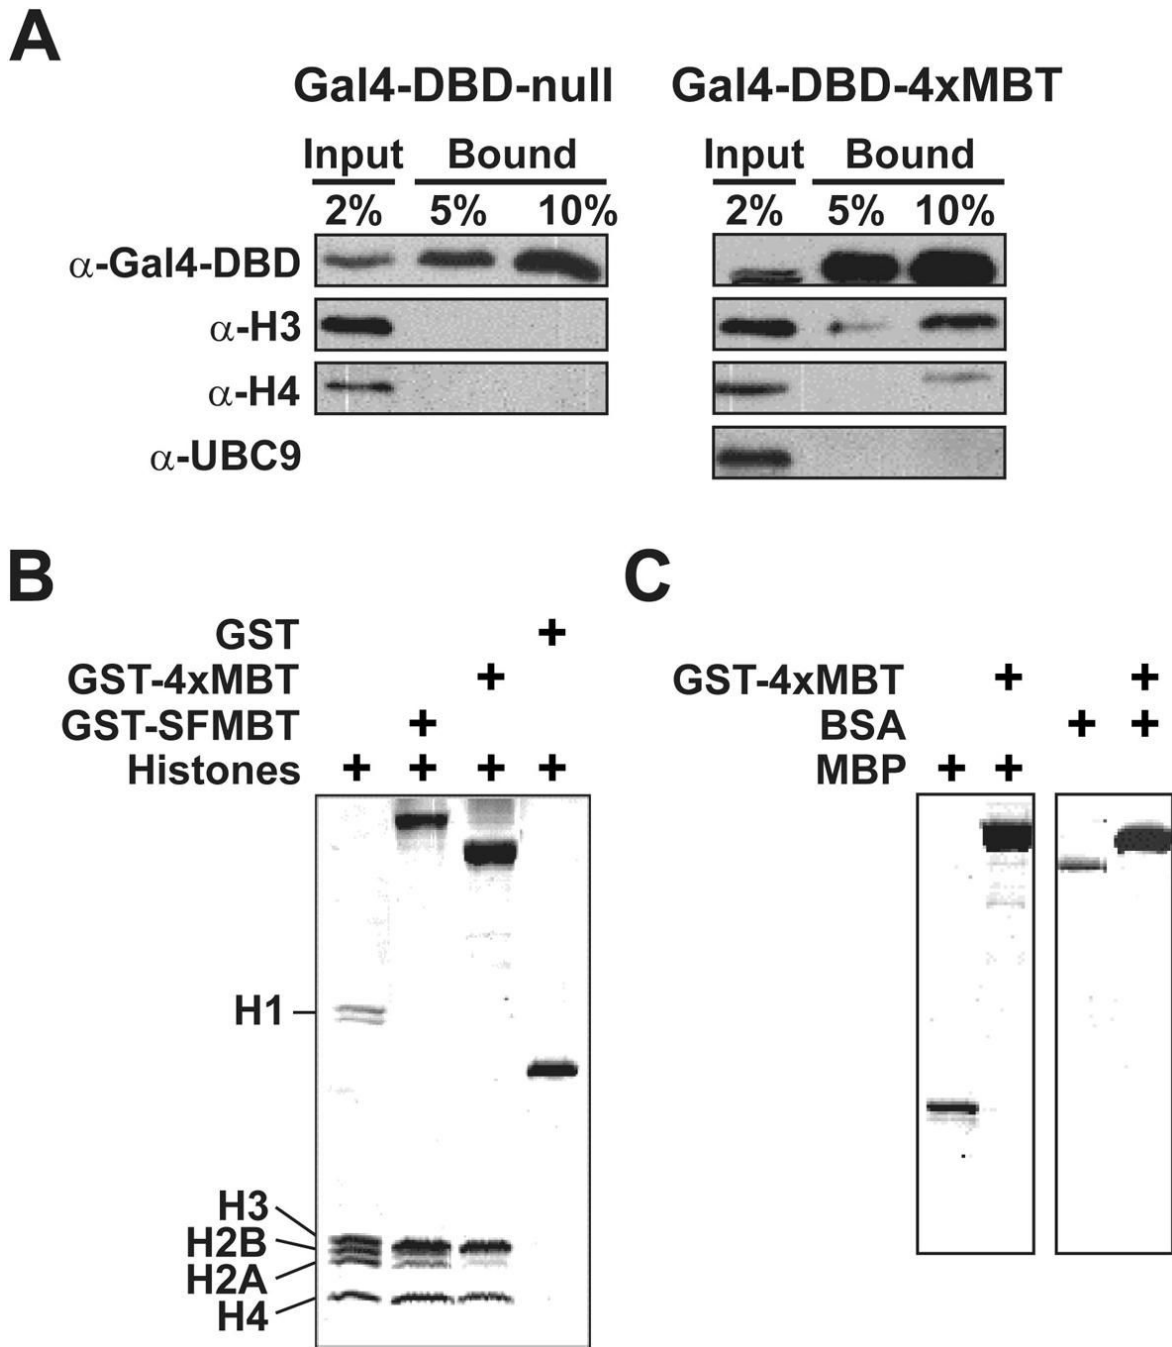 A
Gal4-DBD-null Gal4-DBD-4xMBT
Input Bound Input Bound
2% 5% 10% 2% 5% 10%
α-Gal4-DBD
α-H3
α-H4
α-UBC9
B
GST +
GST-4xMBT +
GST-SFMBT +
Histones + + + +
H1
H3
H2B
H2A
H4
C
GST-4xMBT + +
BSA + +
MBP + +